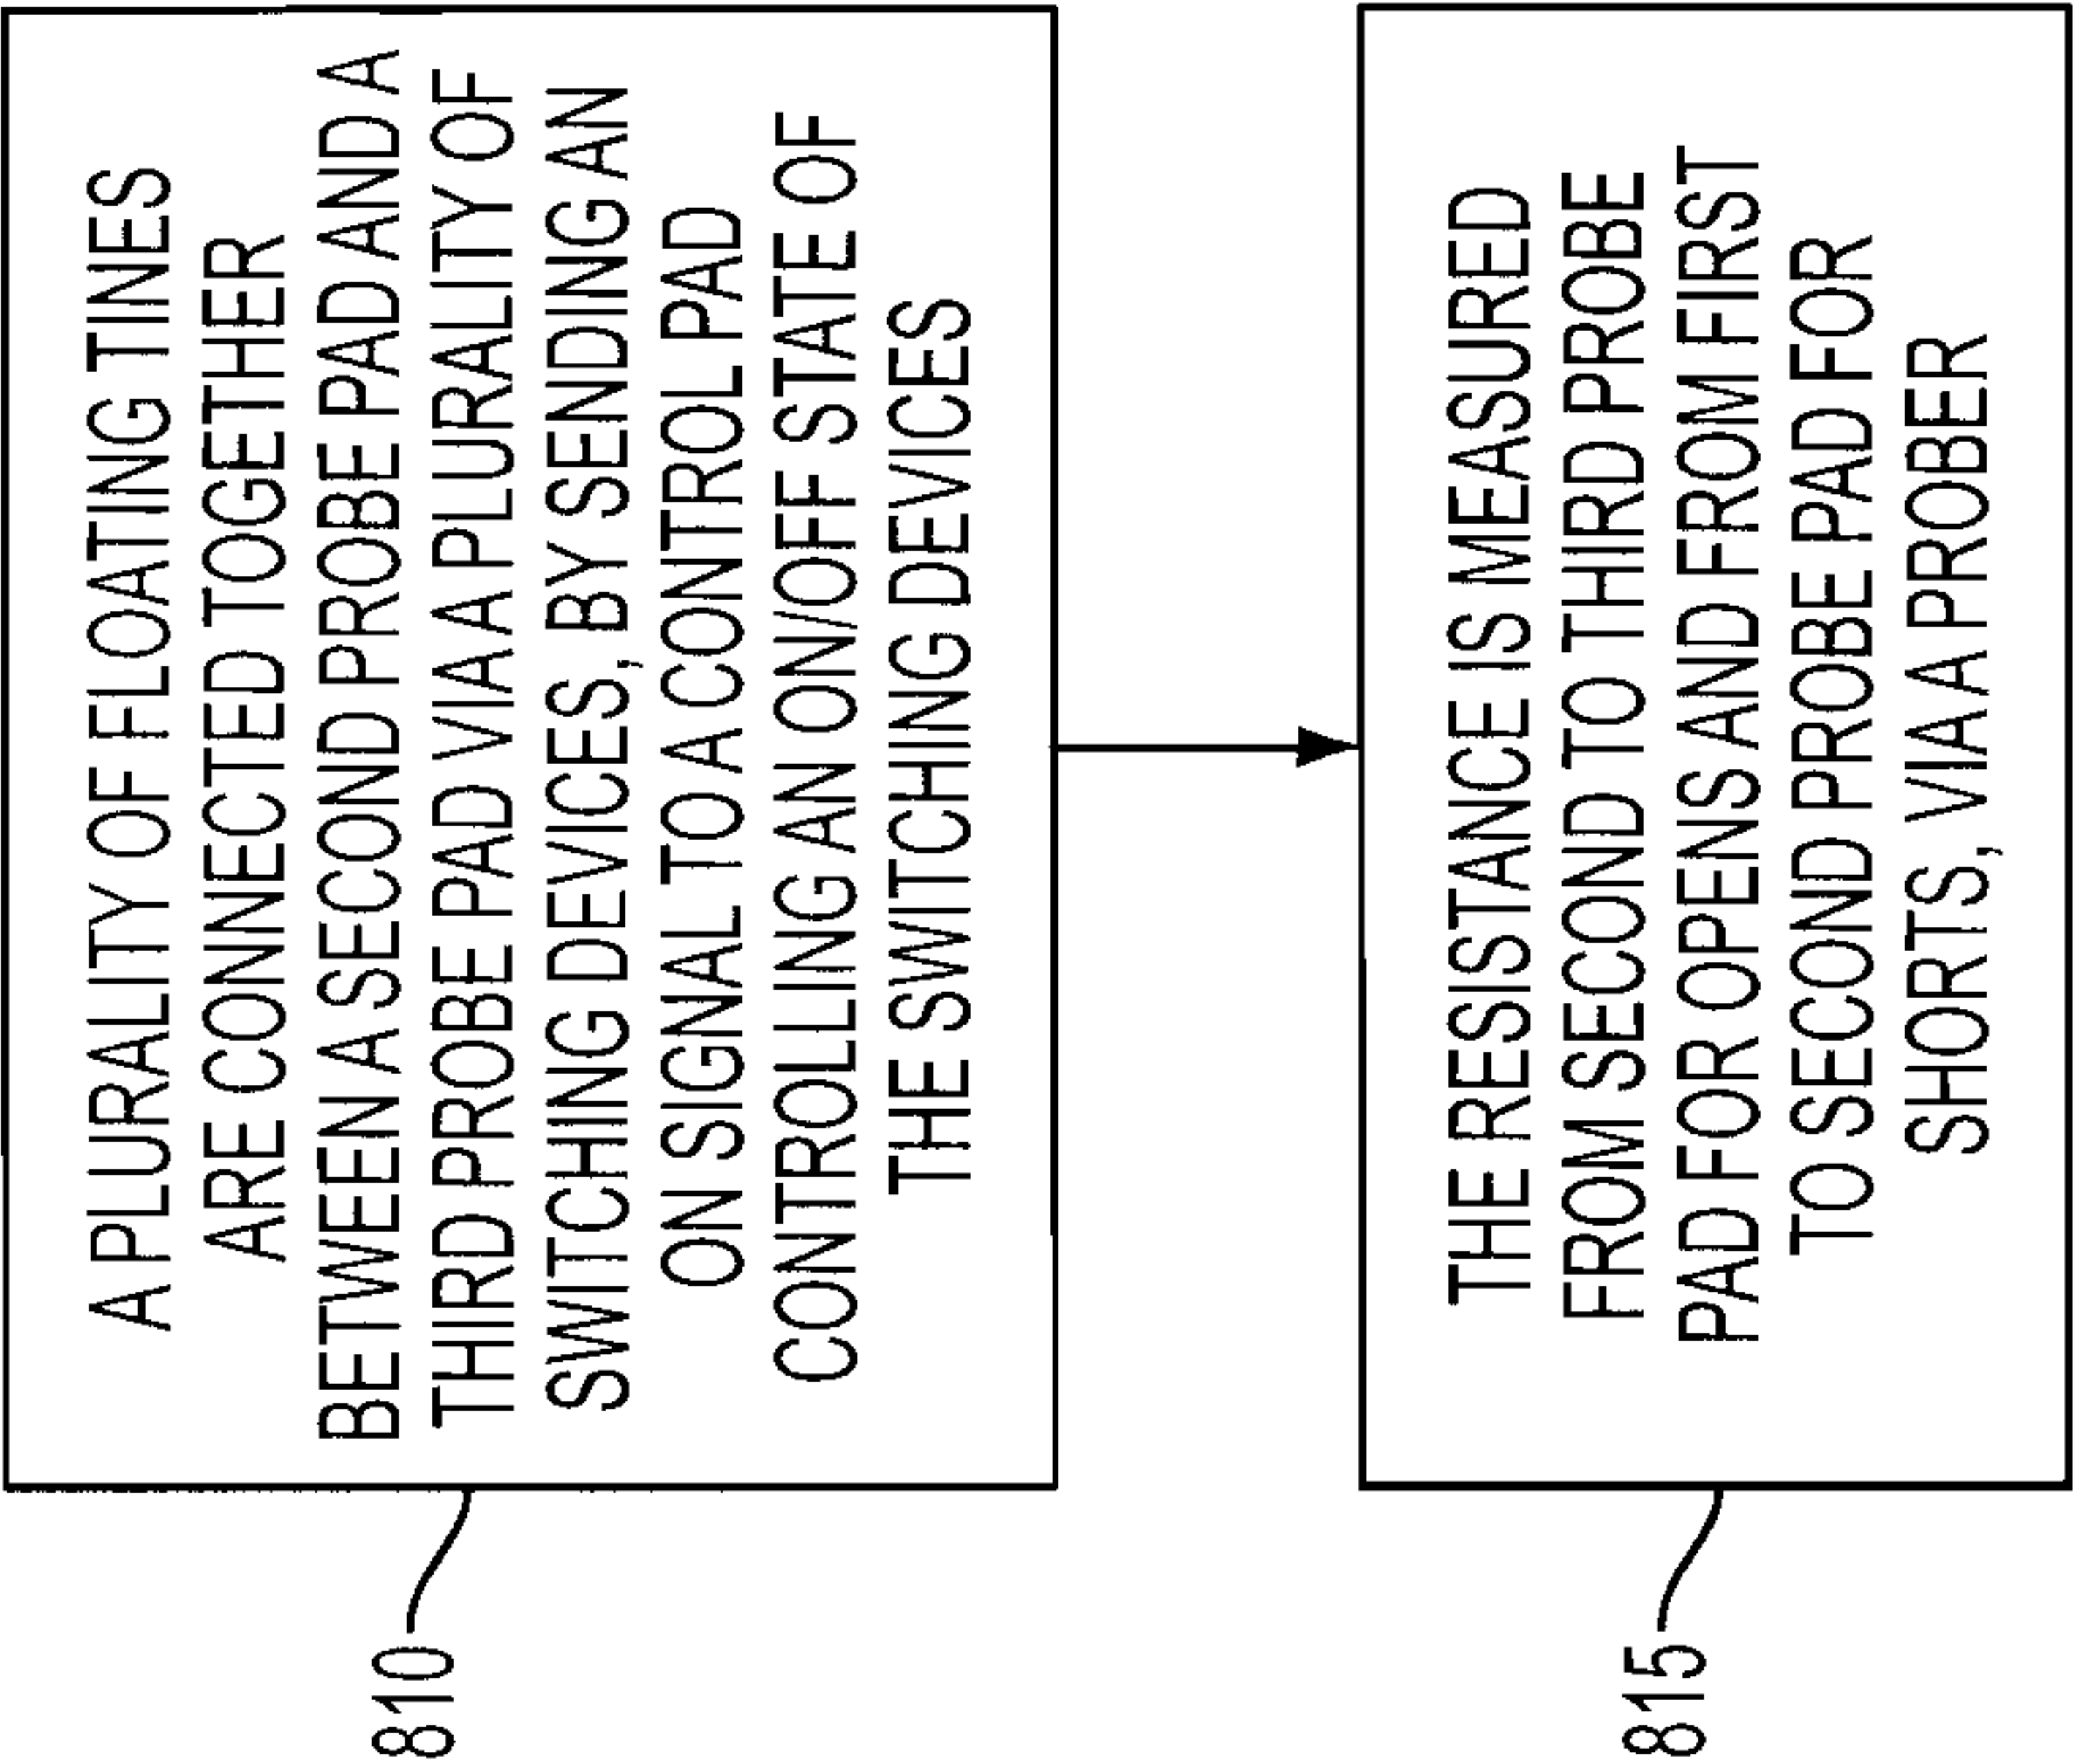 A PLURALITY OF FLOATING TINES
ARE CONNECTED TOGETHER
BETWEEN A SECOND PROBE PAD AND A
THIRD PROBE PAD VIA A PLURALITY OF
SWITCHING DEVICES, BY SENDING AN
ON SIGNAL TO A CONTROL PAD
CONTROLLING AN ON/OFF STATE OF
THE SWITCHING DEVICES
810
THE RESISTANCE IS MEASURED
FROM SECOND TO THIRD PROBE
PAD FOR OPENS AND FROM FIRST
TO SECOND PROBE PAD FOR
SHORTS, VIA A PROBER
815